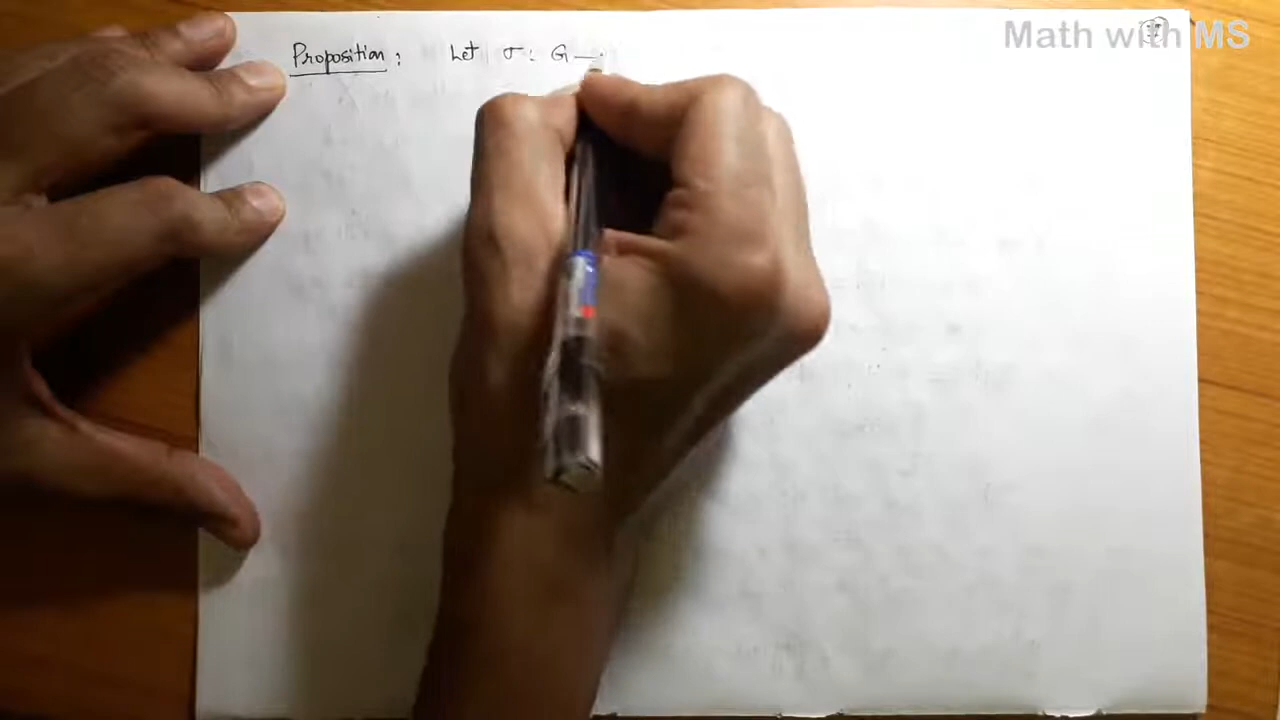 Math with MS
Proposition : Let σ : G —